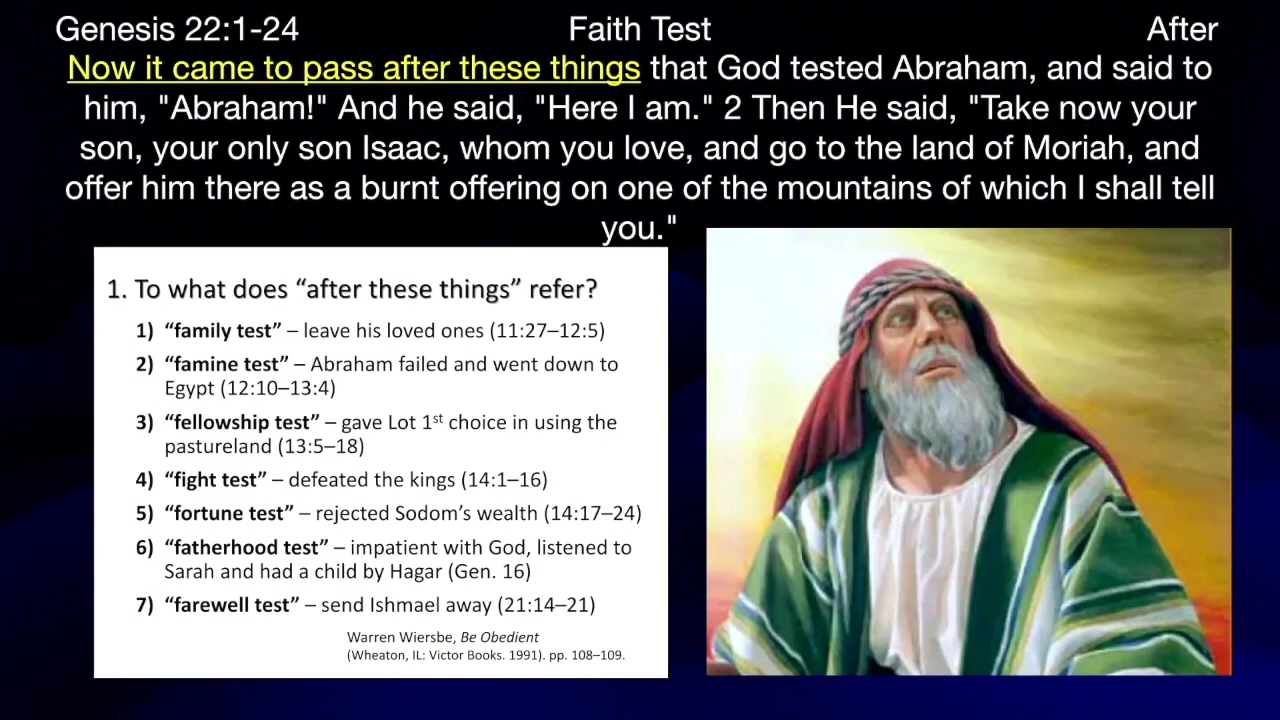 Genesis 22:1-24 Faith Test After
Now it came to pass after these things that God tested Abraham, and said to
him, "Abraham!" And he said, "Here I am." 2 Then He said, "Take now your
son, your only son Isaac, whom you love, and go to the land of Moriah, and
offer him there as a burnt offering on one of the mountains of which I shall tell
you."
1. To what does “after these things” refer?
1) “family test” – leave his loved ones (11:27–12:5)
2) “famine test” – Abraham failed and went down to
Egypt (12:10–13:4)
3) “fellowship test” – gave Lot 1st choice in using the
pastureland (13:5–18)
4) “fight test” – defeated the kings (14:1–16)
5) “fortune test” – rejected Sodom’s wealth (14:17–24)
6) “fatherhood test” – impatient with God, listened to
Sarah and had a child by Hagar (Gen. 16)
7) “farewell test” – send Ishmael away (21:14–21)
Warren Wiersbe, Be Obedient
(Wheaton, IL: Victor Books. 1991). pp. 108–109.